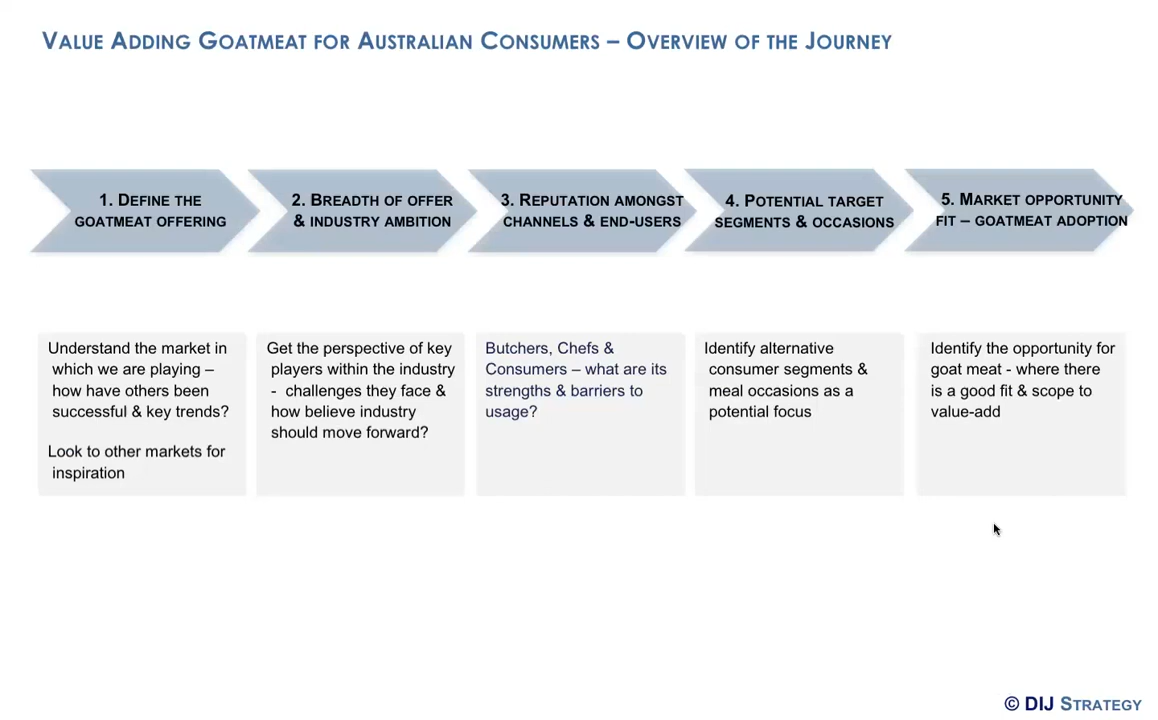 Value Adding Goatmeat for Australian Consumers – Overview of the Journey
1. Define the
goatmeat offering
2. Breadth of offer
& industry ambition
3. Reputation amongst
channels & end-users
4. Potential target
segments & occasions
5. Market opportunity
fit – goatmeat adoption
Understand the market in
which we are playing –
how have others been
successful & key trends?
Look to other markets for
inspiration
Get the perspective of key
players within the industry
- challenges they face &
how believe industry
should move forward?
Butchers, Chefs &
Consumers – what are its
strengths & barriers to
usage?
Identify alternative
consumer segments &
meal occasions as a
potential focus
Identify the opportunity for
goat meat - where there
is a good fit & scope to
value-add
© DIJ Strategy